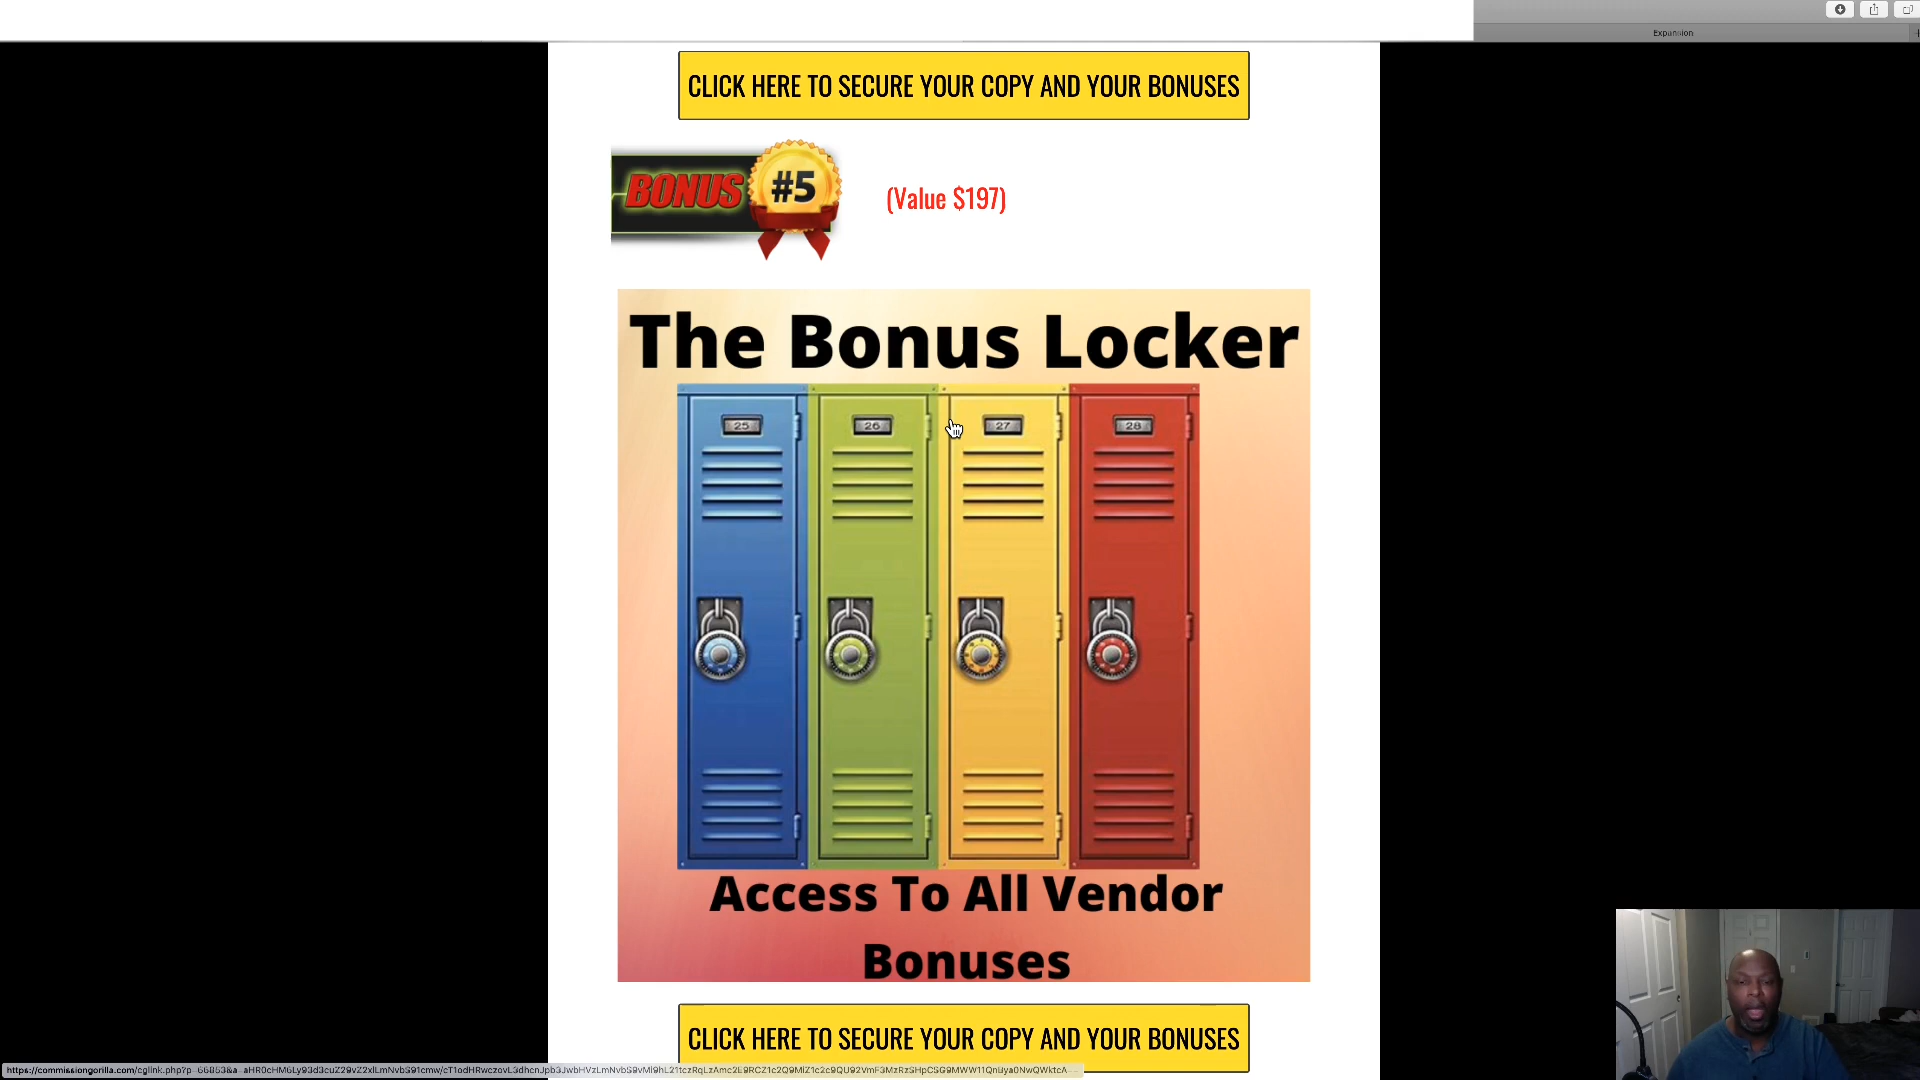 Expansion
CLICK HERE TO SECURE YOUR COPY AND YOUR BONUSES
BONUS #5
(Value $197)
The Bonus Locker
25 26 27 28
Access To All Vendor
Bonuses
CLICK HERE TO SECURE YOUR COPY AND YOUR BONUSES